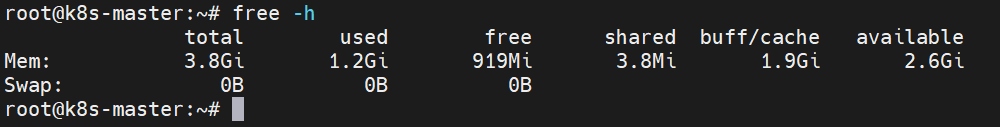 root@k8s-master:~# free -h
               total        used        free      shared  buff/cache   available
Mem:           3.8Gi       1.2Gi       919Mi       3.8Mi       1.9Gi       2.6Gi
Swap:             0B          0B          0B
root@k8s-master:~#